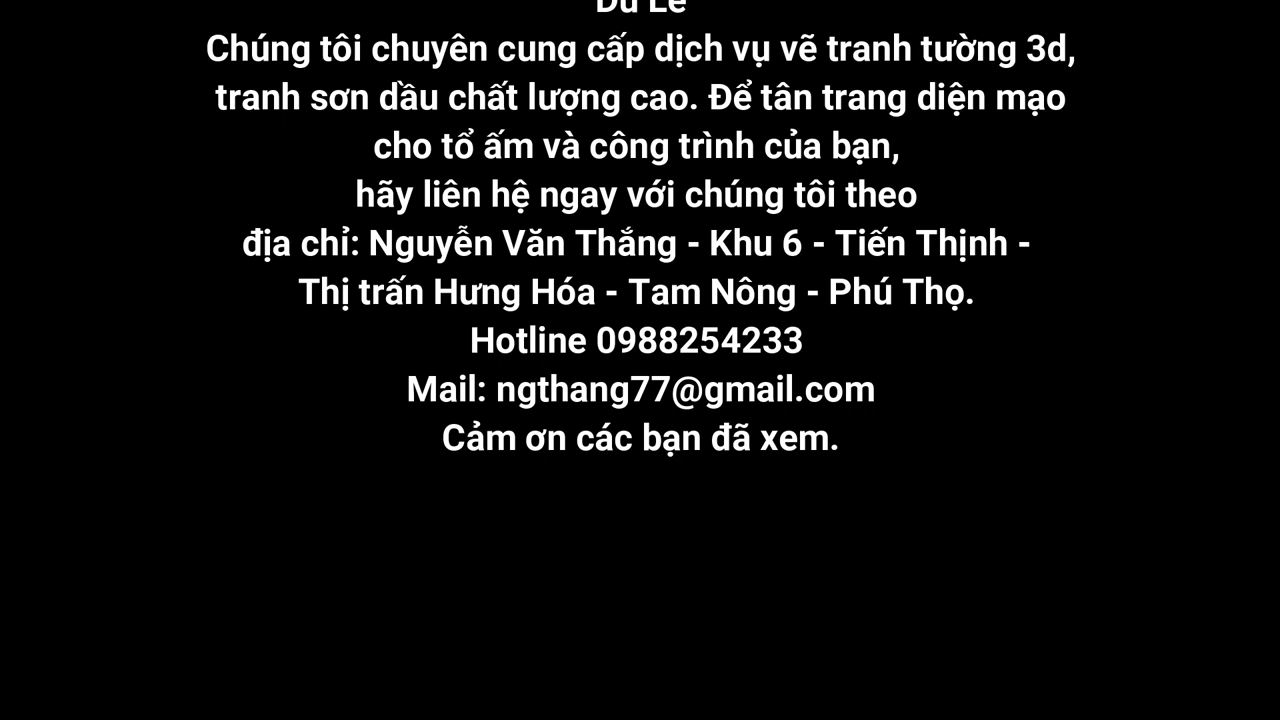 Chúng tôi chuyên cung cấp dịch vụ vẽ tranh tường 3d,
tranh sơn dầu chất lượng cao. Để tân trang diện mạo
cho tổ ấm và công trình của bạn,
hãy liên hệ ngay với chúng tôi theo
địa chỉ: Nguyễn Văn Thắng - Khu 6 - Tiến Thịnh -
Thị trấn Hưng Hóa - Tam Nông - Phú Thọ.
Hotline 0988254233
Mail: ngthang77@gmail.com
Cảm ơn các bạn đã xem.